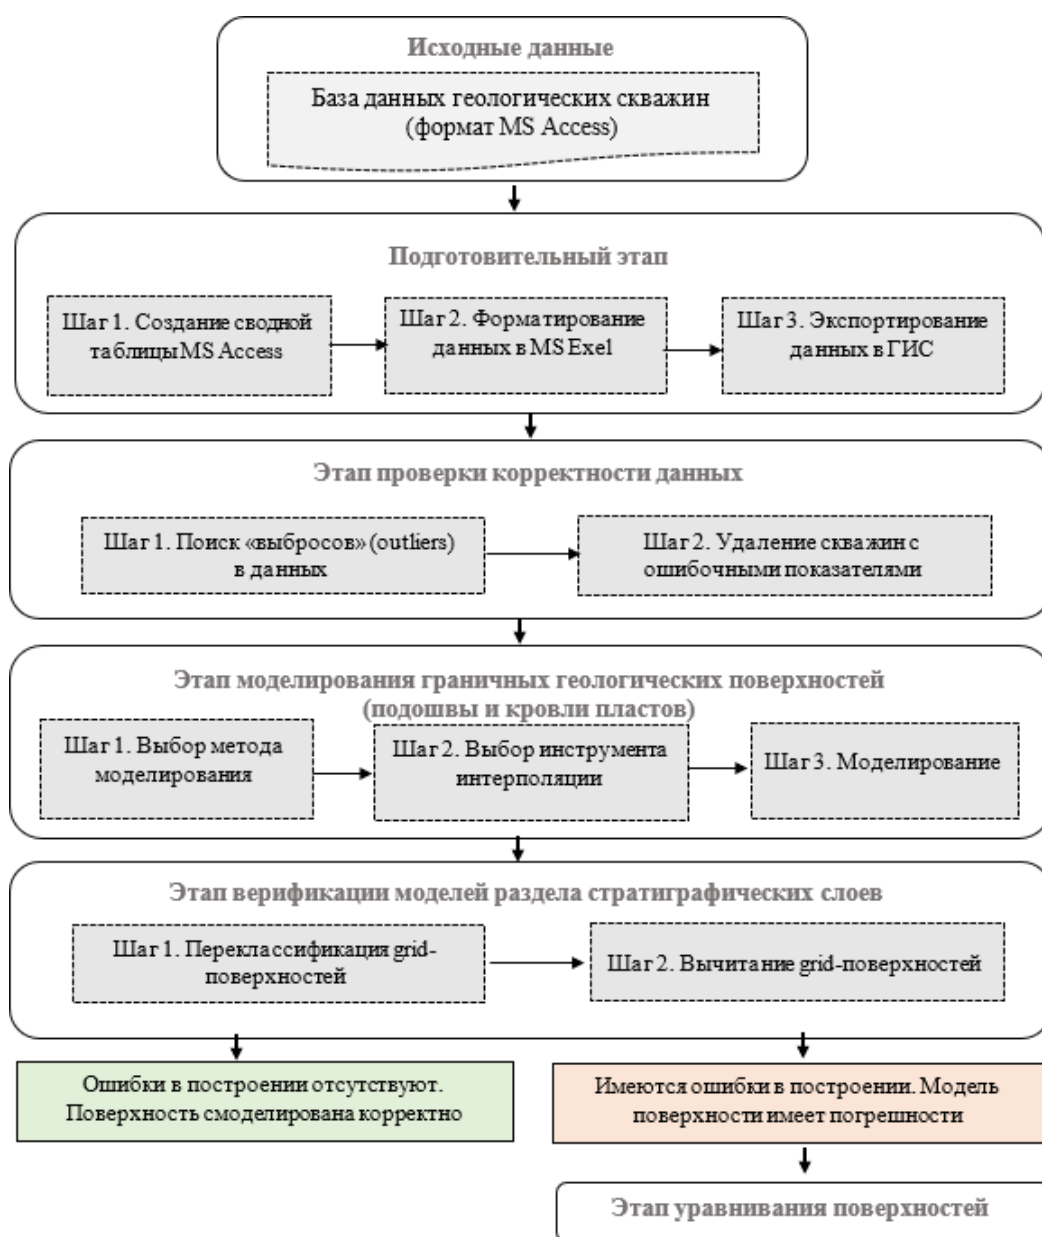 Исходные данные
База данных геологических скважин
(формат MS Access)
Подготовительный этап
Шаг 1. Создание сводной
таблицы MS Access
Шаг 2. Форматирование
данных в MS Exel
Шаг 3. Экспортирование
данных в ГИС
Этап проверки корректности данных
Шаг 1. Поиск «выбросов» (outliers)
в данных
Шаг 2. Удаление скважин с
ошибочными показателями
Этап моделирования граничных геологических поверхностей
(подошвы и кровли пластов)
Шаг 1. Выбор метода
моделирования
Шаг 2. Выбор инструмента
интерполяции
Шаг 3. Моделирование
Этап верификации моделей раздела стратиграфических слоев
Шаг 1. Переклассификация grid-
поверхностей
Шаг 2. Вычитание grid-поверхностей
Ошибки в построении отсутствуют.
Поверхность смоделирована корректно
Имеются ошибки в построении. Модель
поверхности имеет погрешности
Этап уравнивания поверхностей